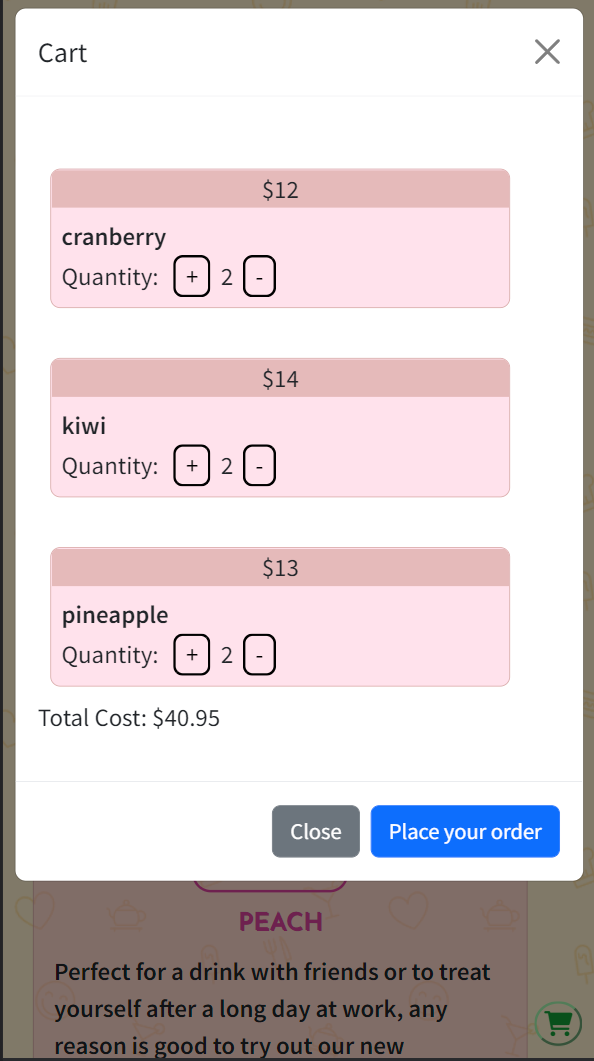 Cart
$12
cranberry
Quantity: + 2 -
$14
kiwi
Quantity: + 2 -
$13
pineapple
Quantity: + 2 -
Total Cost: $40.95
Close Place your order
PEACH
Perfect for a drink with friends or to treat
yourself after a long day at work, any
reason is good to try out our new